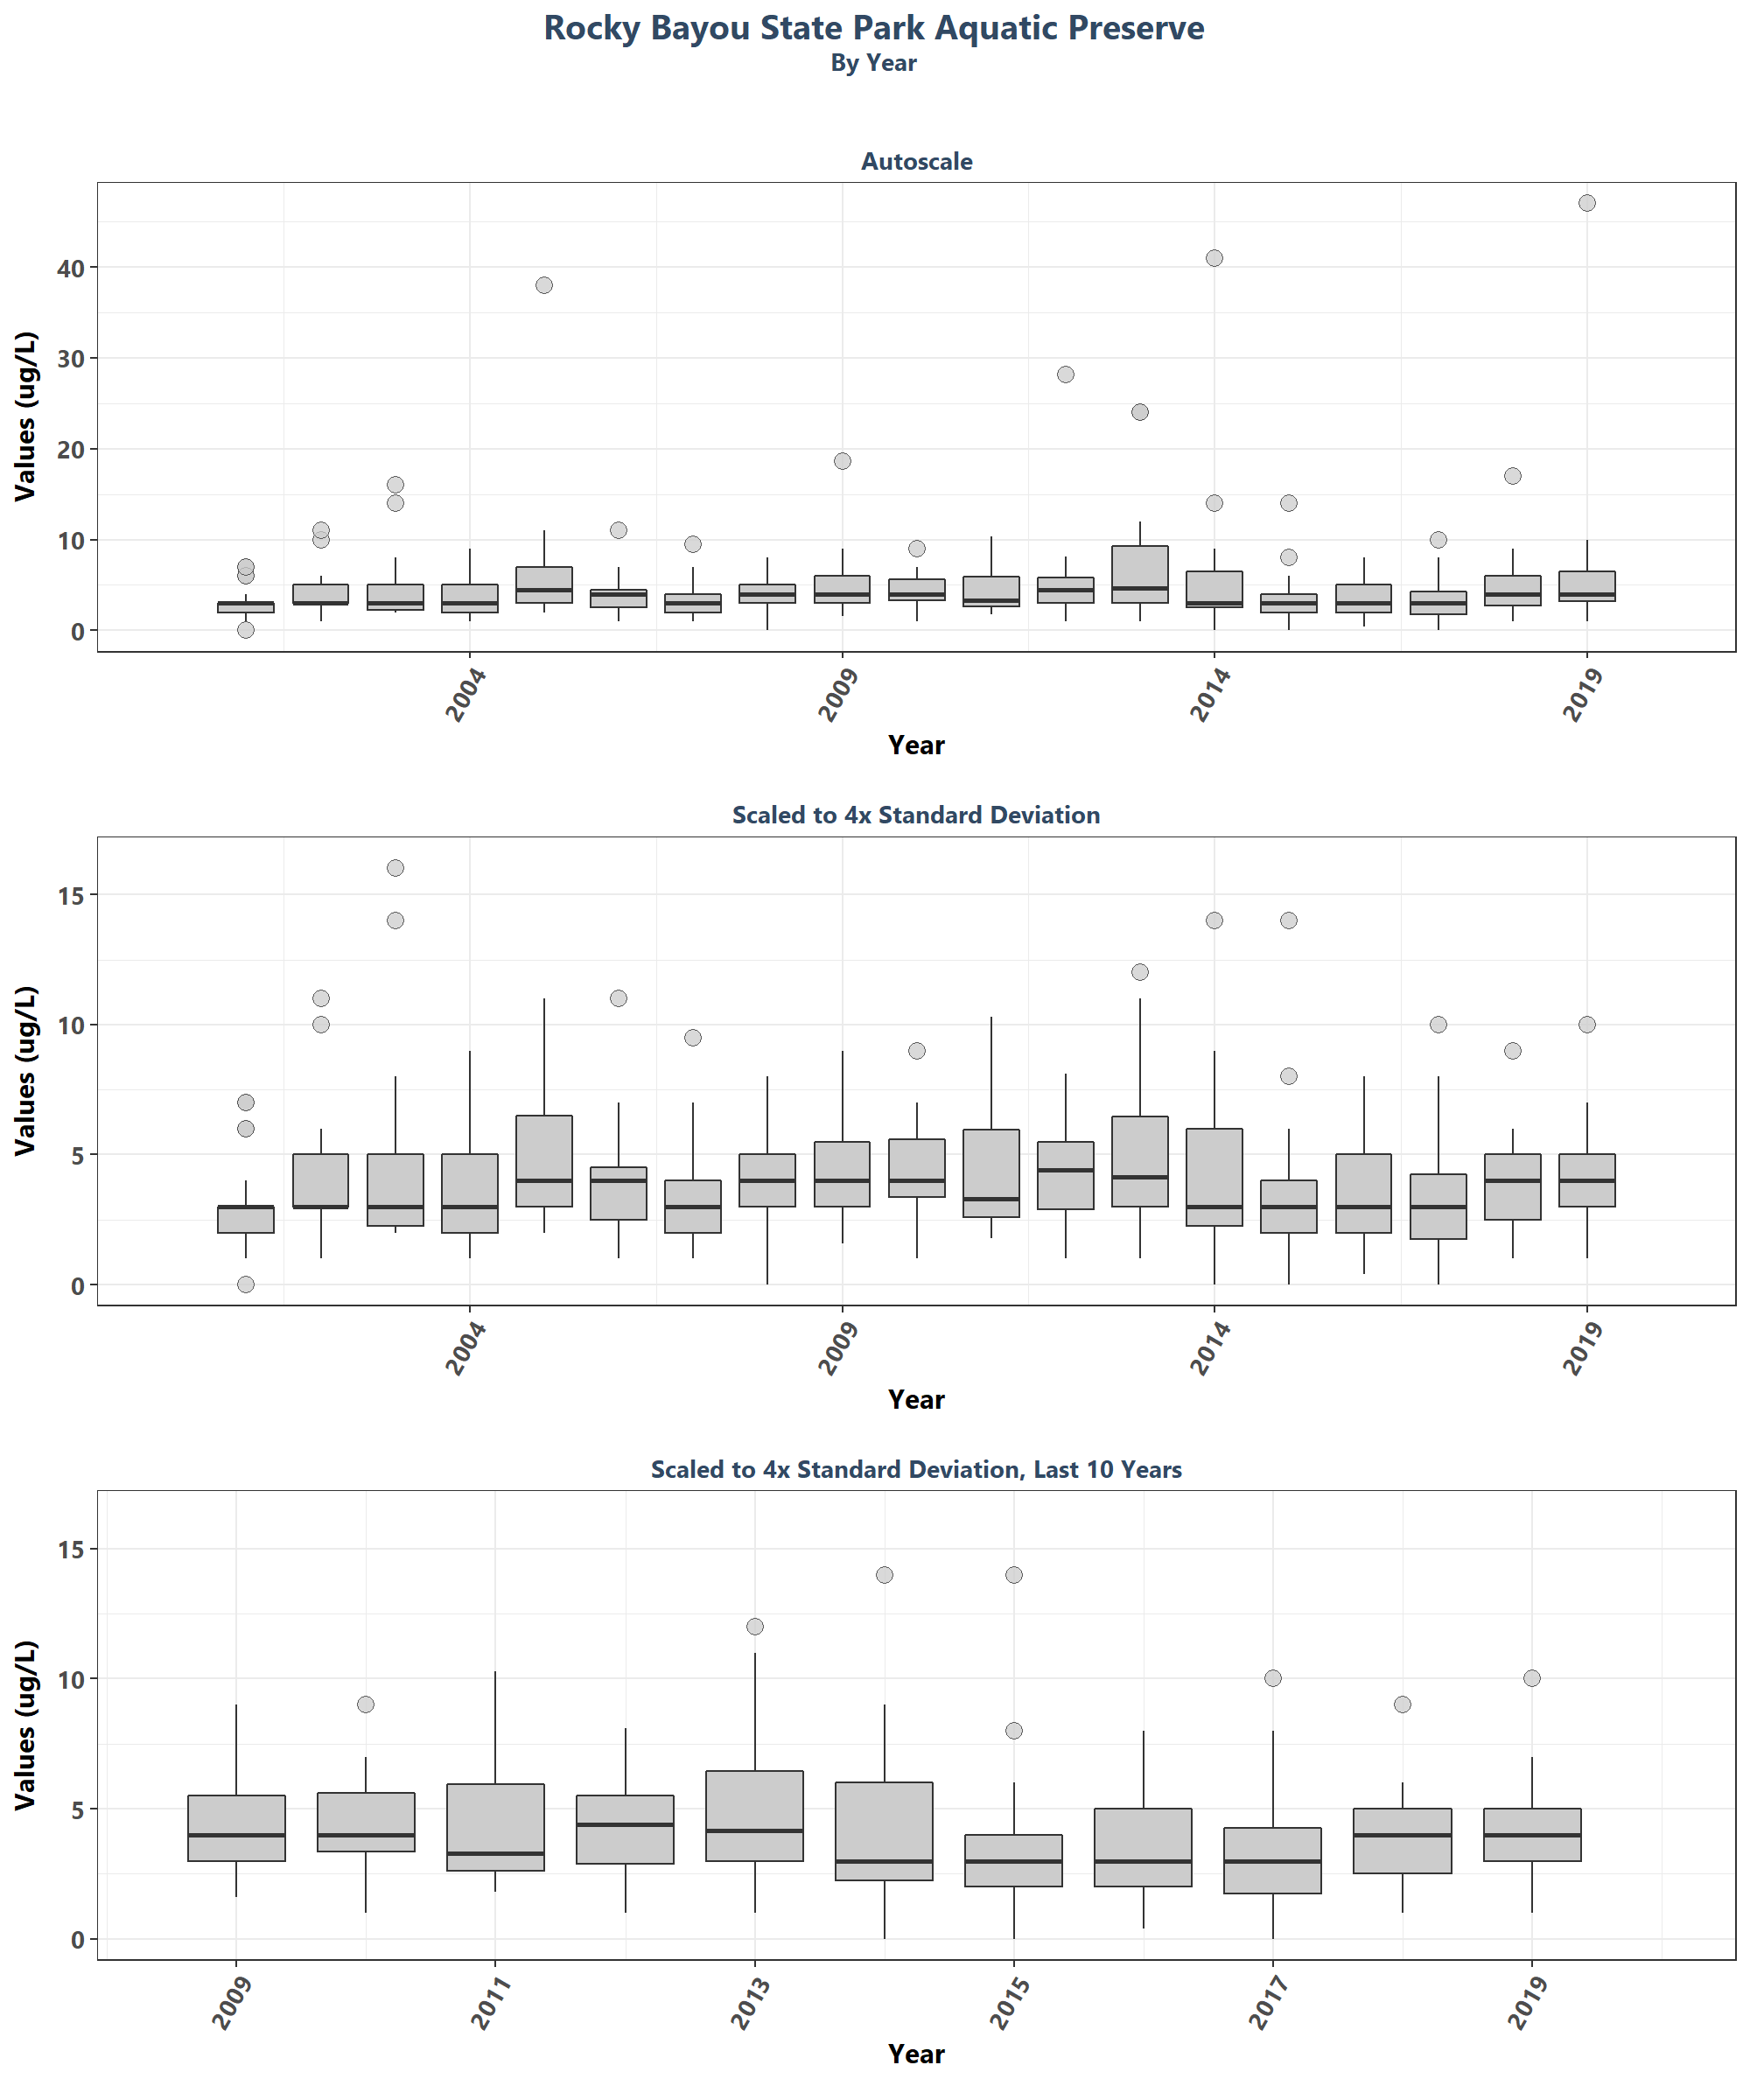 Rocky Bayou State Park Aquatic Preserve
By Year
Autoscale
Values (ug/L)
40
30
20
10
0
2004
2009
2014
2019
Year
Scaled to 4x Standard Deviation
Values (ug/L)
15
10
5
0
2004
2009
2014
2019
Year
Scaled to 4x Standard Deviation, Last 10 Years
Values (ug/L)
15
10
5
0
2009
2011
2013
2015
2017
2019
Year